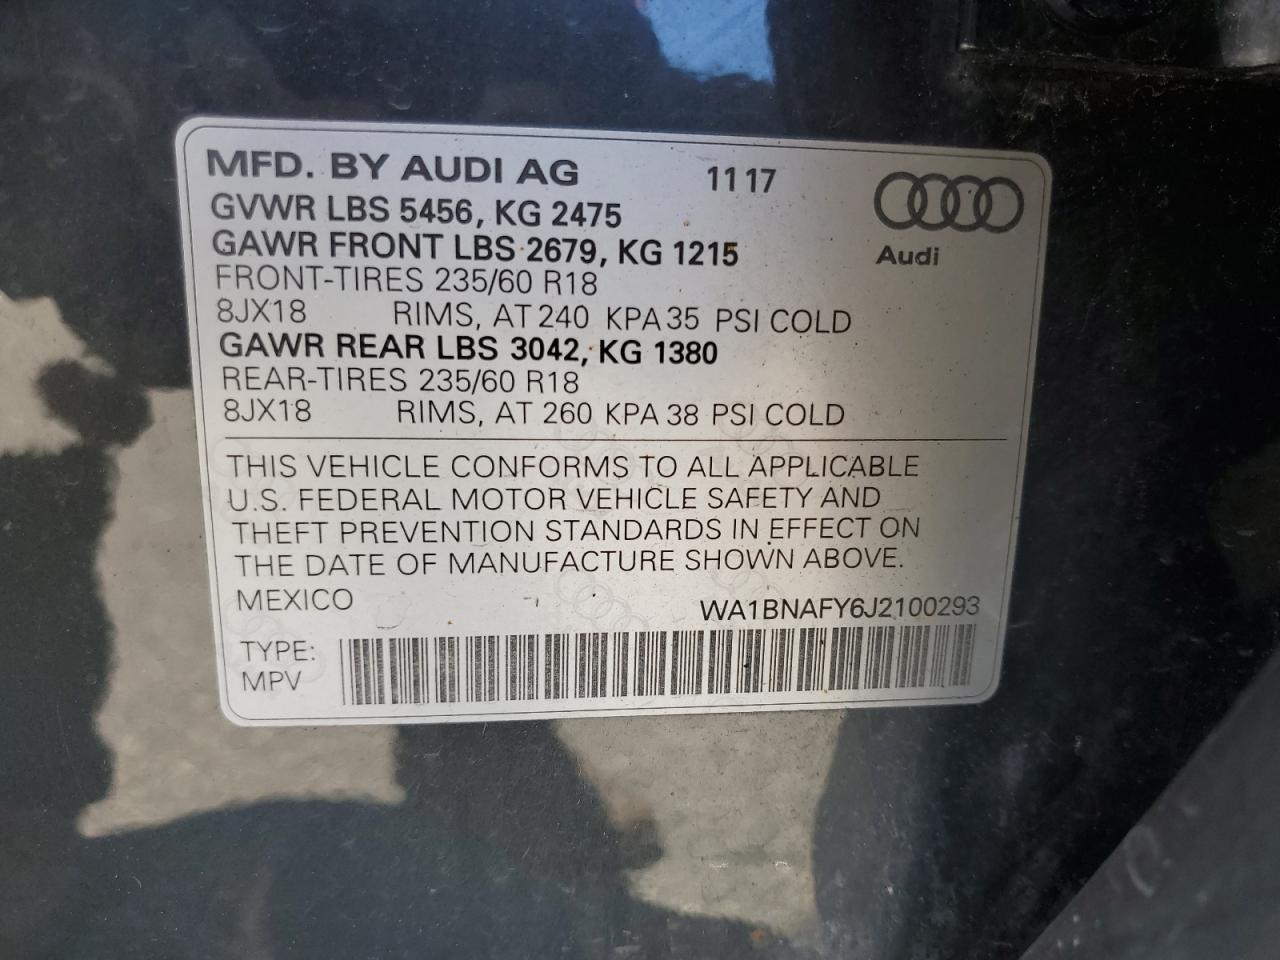 MFD. BY AUDI AG 11 17
GVWR LBS 5456, KG 2475
GAWR FRONT LBS 2679, KG 1215
Audi
FRONT-TIRES 235/60 R18
8JX18 RIMS, AT 240 KPA 35 PSI COLD
GAWR REAR LBS 3042, KG 1380
REAR-TIRES 235/60 R18
8JX18 RIMS, AT 260 KPA 38 PSI COLD
THIS VEHICLE CONFORMS TO ALL APPLICABLE
U.S. FEDERAL MOTOR VEHICLE SAFETY AND
THEFT PREVENTION STANDARDS IN EFFECT ON
THE DATE OF MANUFACTURE SHOWN ABOVE.
MEXICO WA1BNAFY6J2100293
TYPE:
MPV